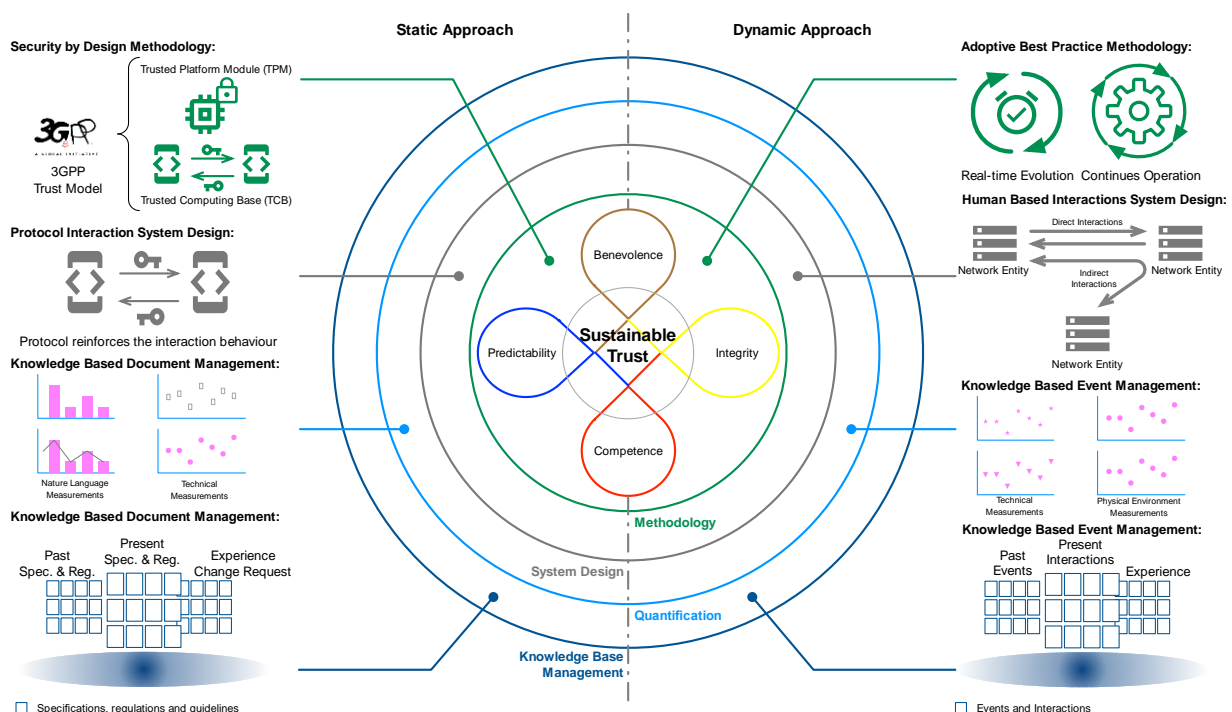 Static Approach
Dynamic Approach
Security by Design Methodology:
Trusted Platform Module (TPM)
3GPP
A GLOBAL INITIATIVE
3GPP
Trust Model
Trusted Computing Base (TCB)
Protocol Interaction System Design:
Protocol reinforces the interaction behaviour
Knowledge Based Document Management:
Nature Language
Measurements
Technical
Measurements
Knowledge Based Document Management:
Past
Spec. & Reg.
Present
Spec. & Reg.
Experience
Change Request
Specifications, regulations and guidelines
Benevolence
Predictability
Sustainable
Trust
Integrity
Competence
Methodology
System Design
Quantification
Knowledge Base
Management
Adoptive Best Practice Methodology:
Real-time Evolution
Continues Operation
Human Based Interactions System Design:
Direct Interactions
Network Entity
Network Entity
Indirect
Interactions
Network Entity
Knowledge Based Event Management:
Technical
Measurements
Physical Environment
Measurements
Knowledge Based Event Management:
Past
Events
Present
Interactions
Experience
Events and Interactions